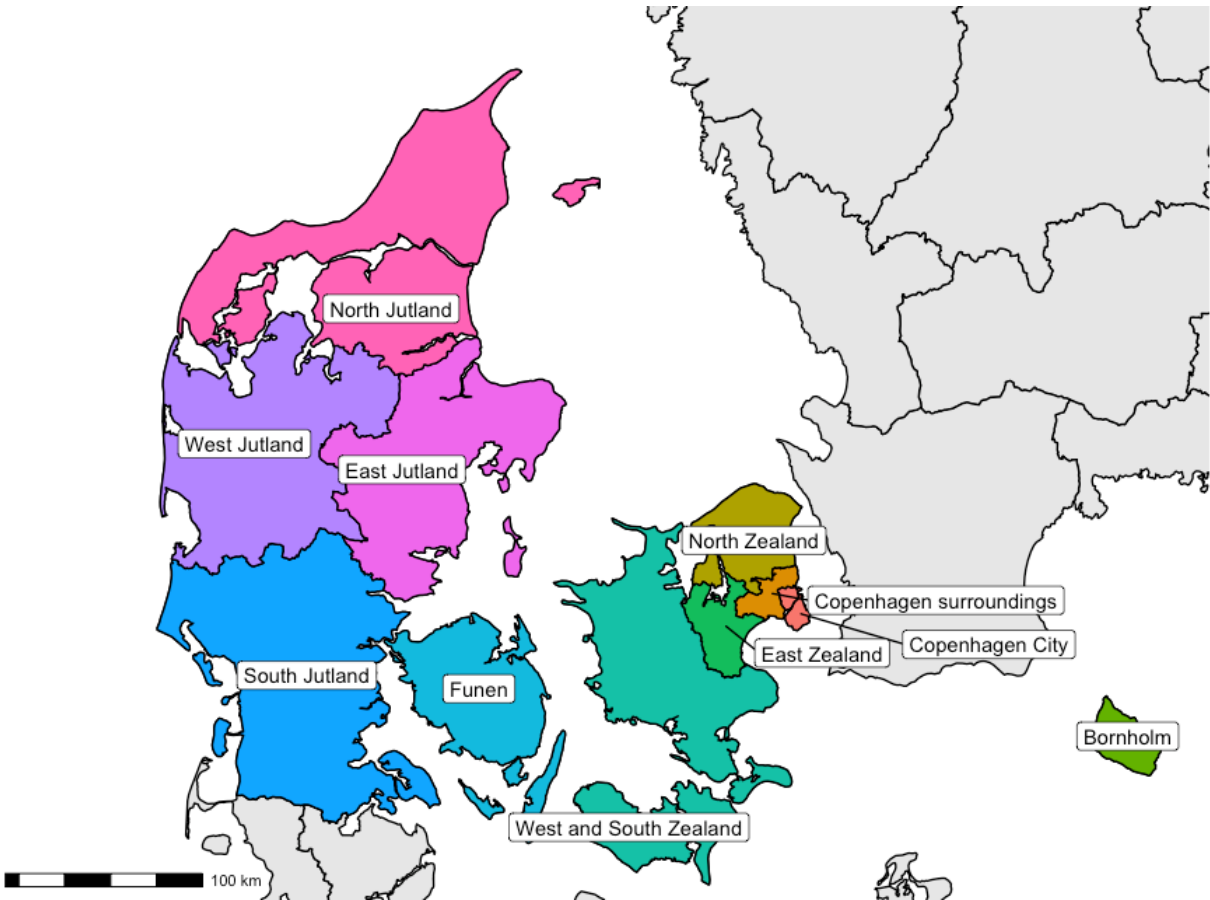 North Jutland
West Jutland
East Jutland
North Zealand
Copenhagen surroundings
Copenhagen City
East Zealand
South Jutland
Funen
Bornholm
West and South Zealand
100 km